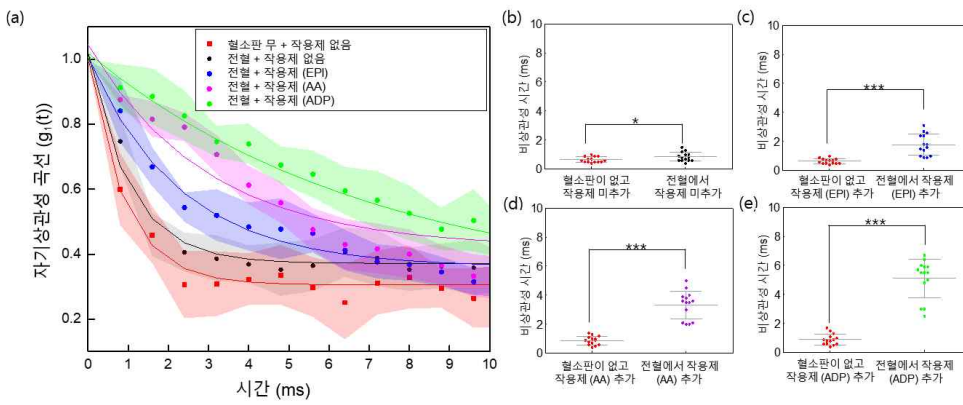 (a)
자기상관성 곡선 (g₁(t))
1.0
0.8
0.6
0.4
0.2
혈소판 무 + 작용제 없음
전혈 + 작용제 없음
전혈 + 작용제 (EPI)
전혈 + 작용제 (AA)
전혈 + 작용제 (ADP)
0 1 2 3 4 5 6 7 8 9 10
시간 (ms)
(b)
비상관성 시간 (ms)
10
8
6
4
2
0
*
혈소판이 없고 전혈에서
작용제 미추가 작용제 미추가
(c)
비상관성 시간 (ms)
10
8
6
4
2
0
***
혈소판이 없고 전혈에서 작용제
작용제 (EPI) 추가 (EPI) 추가
(d)
비상관성 시간 (ms)
10
8
6
4
2
0
***
혈소판이 없고 전혈에서 작용제
작용제 (AA) 추가 (AA) 추가
(e)
비상관성 시간 (ms)
10
8
6
4
2
0
***
혈소판이 없고 전혈에서 작용제
작용제 (ADP) 추가 (ADP) 추가